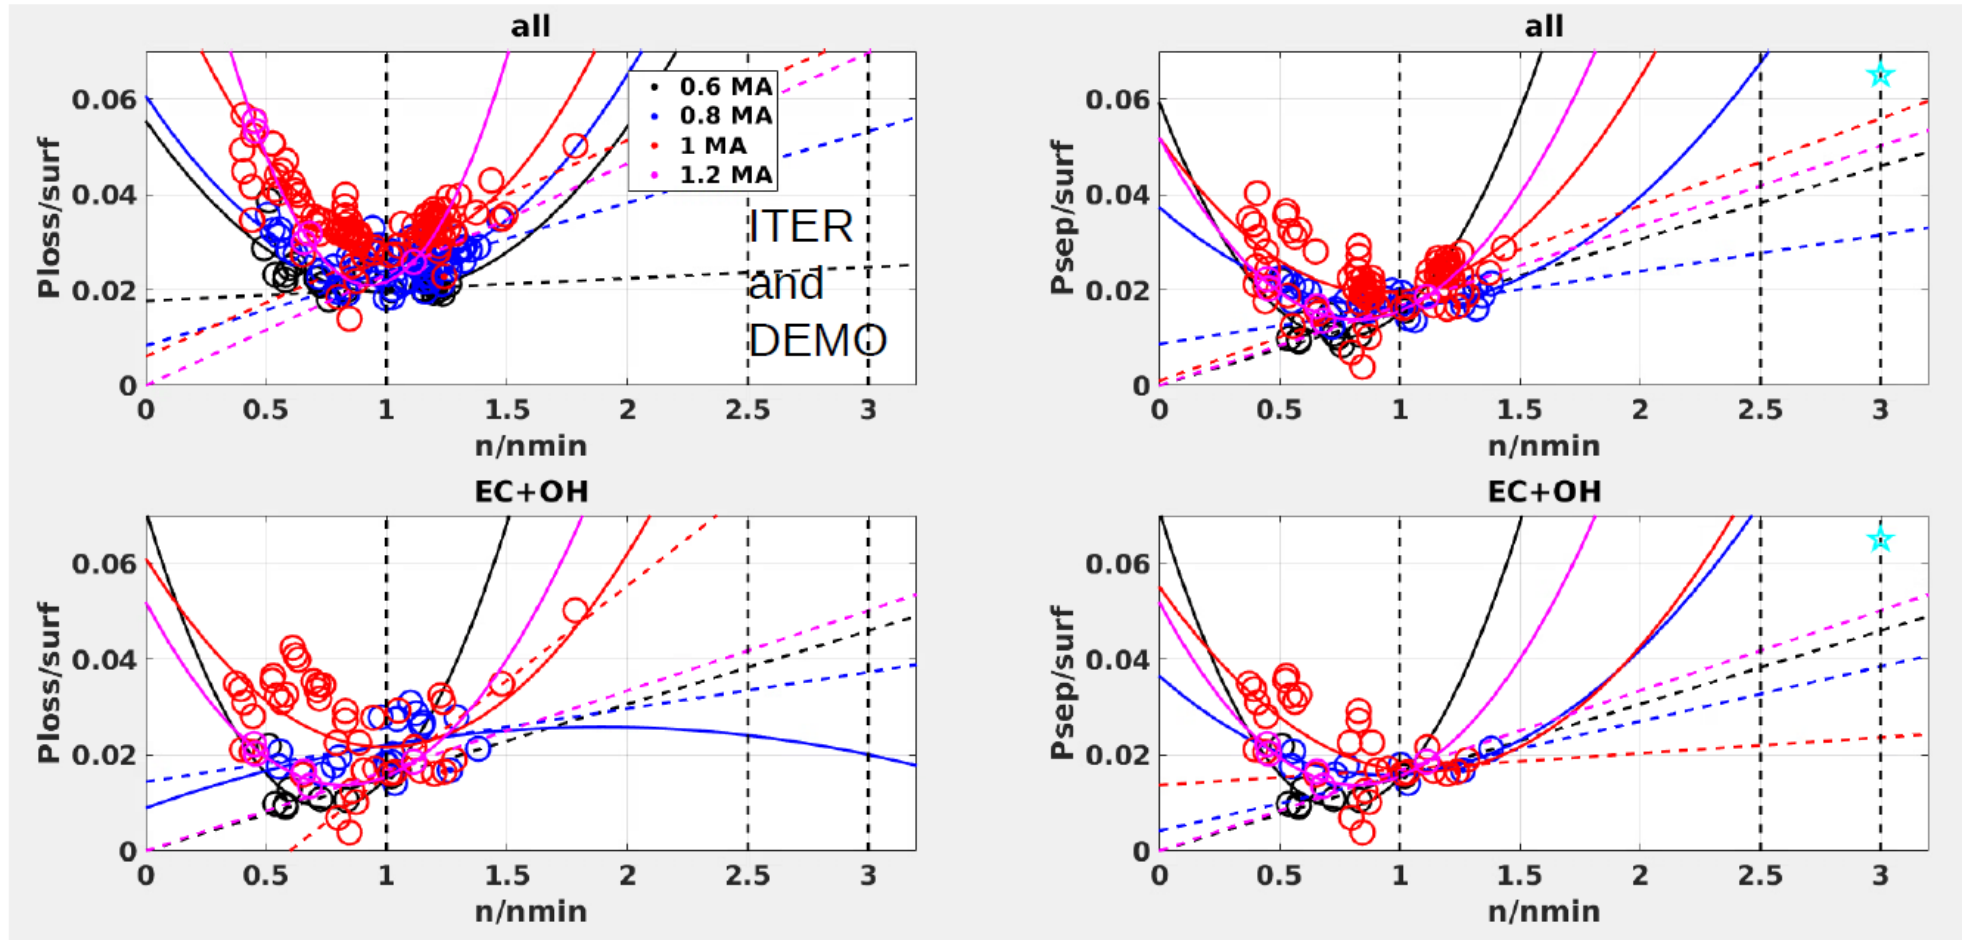 all
Ploss/surf
0.06
0.04
0.02
0
0 0.5 1 1.5 2 2.5 3
n/nmin
0.6 MA
0.8 MA
1 MA
1.2 MA
ITER
and
DEMO
all
Psep/surf
0.06
0.04
0.02
0
0 0.5 1 1.5 2 2.5 3
n/nmin
EC+OH
Ploss/surf
0.06
0.04
0.02
0
0 0.5 1 1.5 2 2.5 3
n/nmin
EC+OH
Psep/surf
0.06
0.04
0.02
0
0 0.5 1 1.5 2 2.5 3
n/nmin